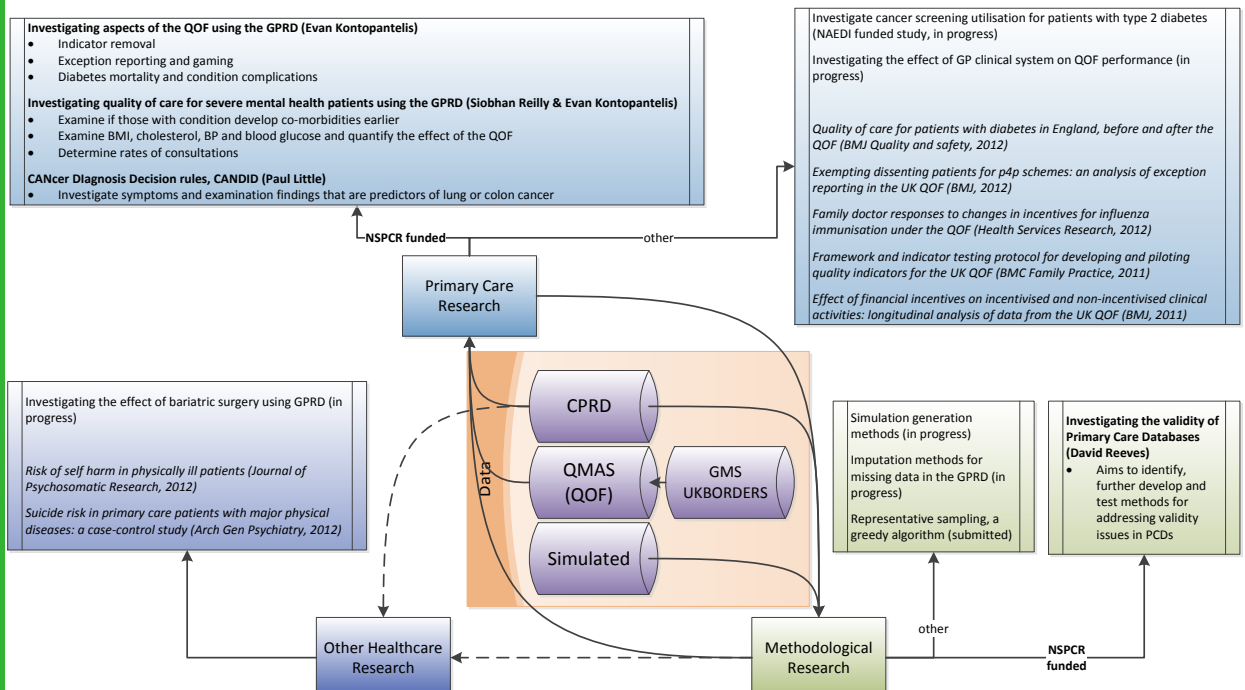 Investigating aspects of the QOF using the GPRD (Evan Kontopantelis)
• Indicator removal
• Exception reporting and gaming
• Diabetes mortality and condition complications
Investigating quality of care for severe mental health patients using the GPRD (Siobhan Reilly & Evan Kontopantelis)
• Examine if those with condition develop co-morbidities earlier
• Examine BMI, cholesterol, BP and blood glucose and quantify the effect of the QOF
• Determine rates of consultations
CANcer DIagnosis Decision rules, CANDID (Paul Little)
• Investigate symptoms and examination findings that are predictors of lung or colon cancer
Investigate cancer screening utilisation for patients with type 2 diabetes
(NAEDI funded study, in progress)
Investigating the effect of GP clinical system on QOF performance (in
progress)
Quality of care for patients with diabetes in England, before and after the
QOF (BMJ Quality and safety, 2012)
Exempting dissenting patients for p4p schemes: an analysis of exception
reporting in the UK QOF (BMJ, 2012)
Family doctor responses to changes in incentives for influenza
immunisation under the QOF (Health Services Research, 2012)
Framework and indicator testing protocol for developing and piloting
quality indicators for the UK QOF (BMC Family Practice, 2011)
Effect of financial incentives on incentivised and non-incentivised clinical
activities: longitudinal analysis of data from the UK QOF (BMJ, 2011)
NSPCR funded
other
Primary Care
Research
Data
CPRD
QMAS
(QOF)
GMS
UKBORDERS
Simulated
Investigating the effect of bariatric surgery using GPRD (in
progress)
Risk of self harm in physically ill patients (Journal of
Psychosomatic Research, 2012)
Suicide risk in primary care patients with major physical
diseases: a case-control study (Arch Gen Psychiatry, 2012)
Simulation generation
methods (in progress)
Imputation methods for
missing data in the GPRD (in
progress)
Representative sampling, a
greedy algorithm (submitted)
Investigating the validity of
Primary Care Databases
(David Reeves)
• Aims to identify,
further develop and
test methods for
addressing validity
issues in PCDs
Other Healthcare
Research
Methodological
Research
other
NSPCR
funded